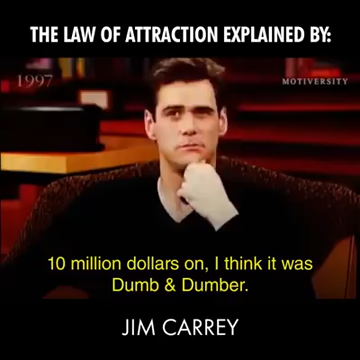 THE LAW OF ATTRACTION EXPLAINED BY:
1997
MOTIVERSITY
10 million dollars on, I think it was
Dumb & Dumber.
JIM CARREY